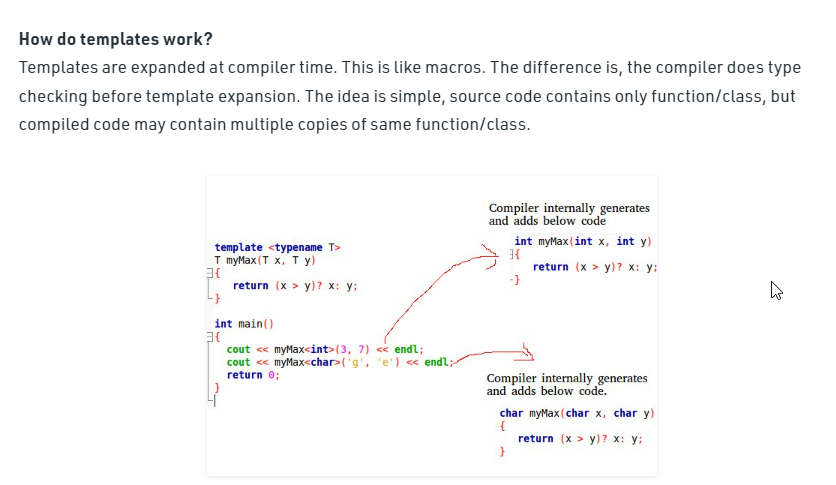 How do templates work?
Templates are expanded at compiler time. This is like macros. The difference is, the compiler does type
checking before template expansion. The idea is simple, source code contains only function/class, but
compiled code may contain multiple copies of same function/class.
Compiler internally generates
and adds below code
int myMax(int x, int y)
{
return (x > y)? x: y;
}
template <typename T>
T myMax(T x, T y)
{
return (x > y)? x: y;
}
int main()
{
cout << myMax<int>(3, 7) << endl;
cout << myMax<char>('g', 'e') << endl;
return 0;
}
Compiler internally generates
and adds below code.
char myMax(char x, char y)
{
return (x > y)? x: y;
}